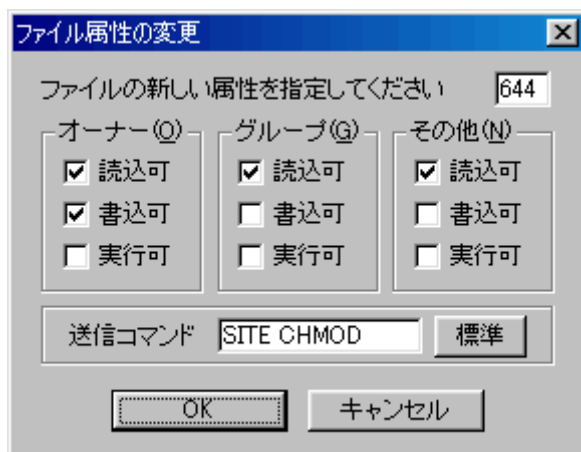 ファイル属性の変更
ファイルの新しい属性を指定してください 644
オーナー(O) グループ(G) その他(N)
読込可 読込可 読込可
書込可 書込可 書込可
実行可 実行可 実行可
送信コマンド SITE CHMOD 標準
OK キャンセル